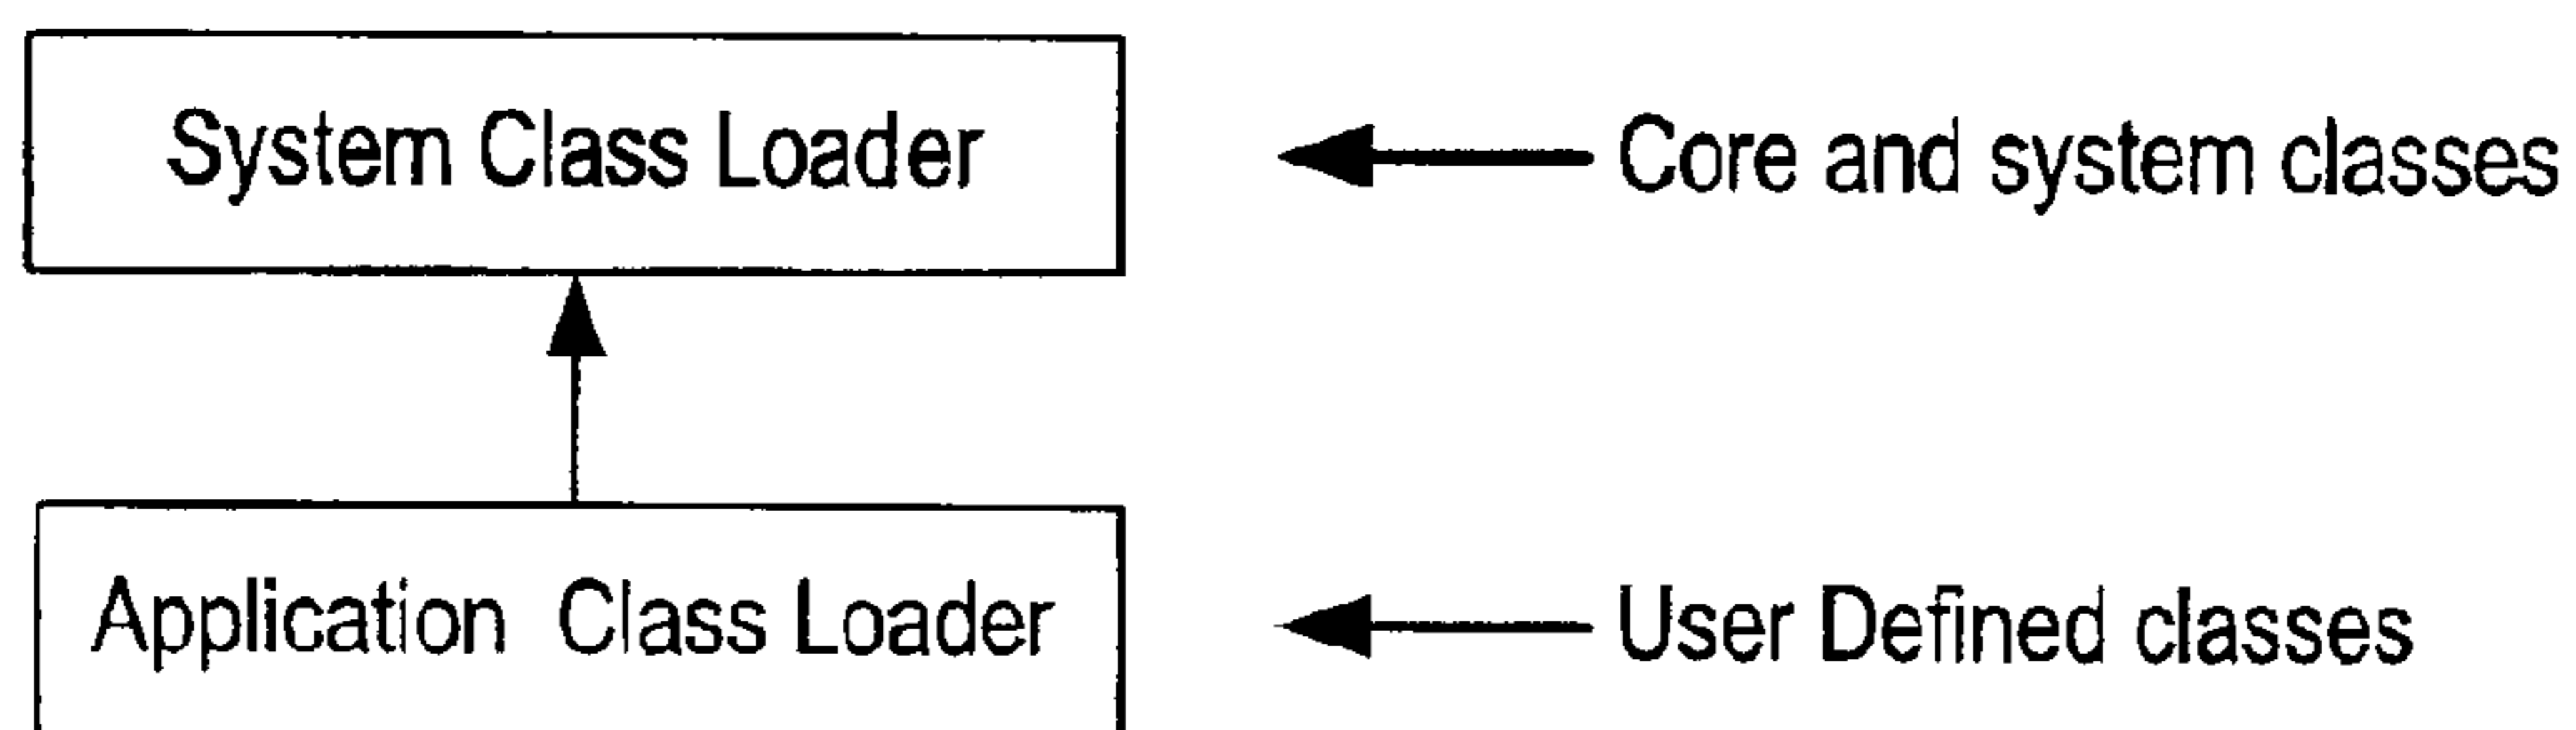 System Class Loader
Core and system classes
Application Class Loader
User Defined classes